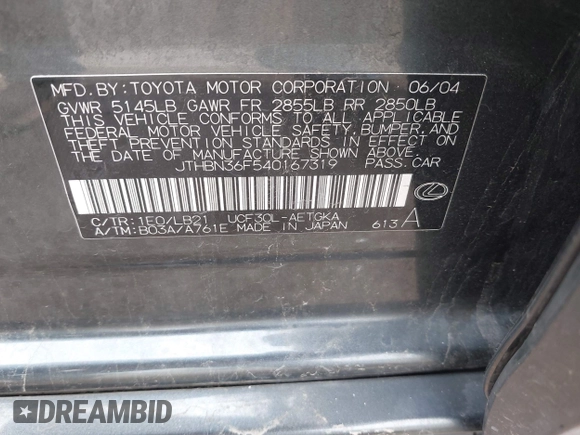 MFD.BY:TOYOTA MOTOR CORPORATION 06/04
GVWR 5145LB GAWR FR 2855LB RR 2850LB
THIS VEHICLE CONFORMS TO ALL APPLICABLE
FEDERAL MOTOR VEHICLE SAFETY, BUMPER, AND
THEFT PREVENTION STANDARDS IN EFFECT ON
THE DATE OF MANUFACTURE SHOWN ABOVE.
JTHBN36F540167319 PASS.CAR
C/TR:1E0/LB21 UCF30L-AETGKA
A/TM:B03A/A761E MADE IN JAPAN 613 A
DREAMBID